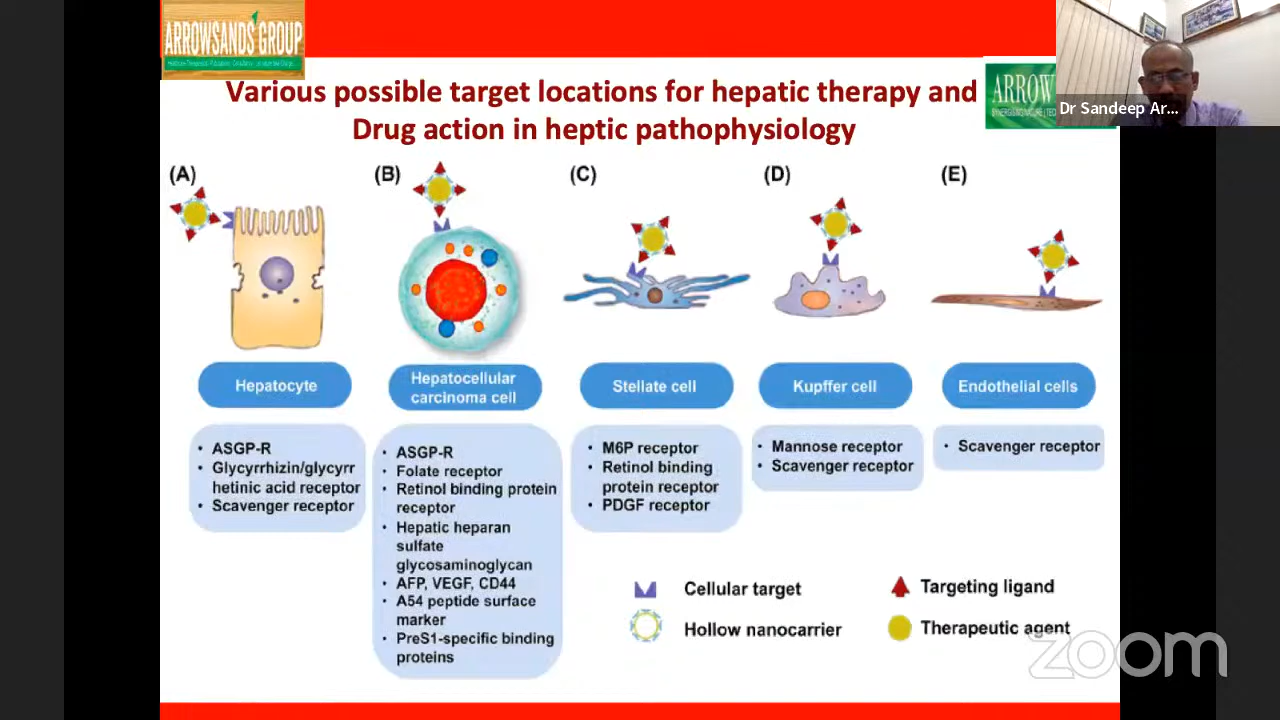 ARROWSANDS GROUP
Various possible target locations for hepatic therapy and
Drug action in heptic pathophysiology
ARROW
Dr Sandeep Ar...
(A)
(B)
(C)
(D)
(E)
Hepatocyte
Hepatocellular
carcinoma cell
Stellate cell
Kupffer cell
Endothelial cells
• ASGP-R
• Glycyrrhizin/glycyrr
hetinic acid receptor
• Scavenger receptor
• ASGP-R
• Folate receptor
• Retinol binding protein
receptor
• Hepatic heparan
sulfate
glycosaminoglycan
• AFP, VEGF, CD44
• A54 peptide surface
marker
• PreS1-specific binding
proteins
• M6P receptor
• Retinol binding
protein receptor
• PDGF receptor
• Mannose receptor
• Scavenger receptor
• Scavenger receptor
Cellular target
Targeting ligand
Hollow nanocarrier
Therapeutic agent
zoom